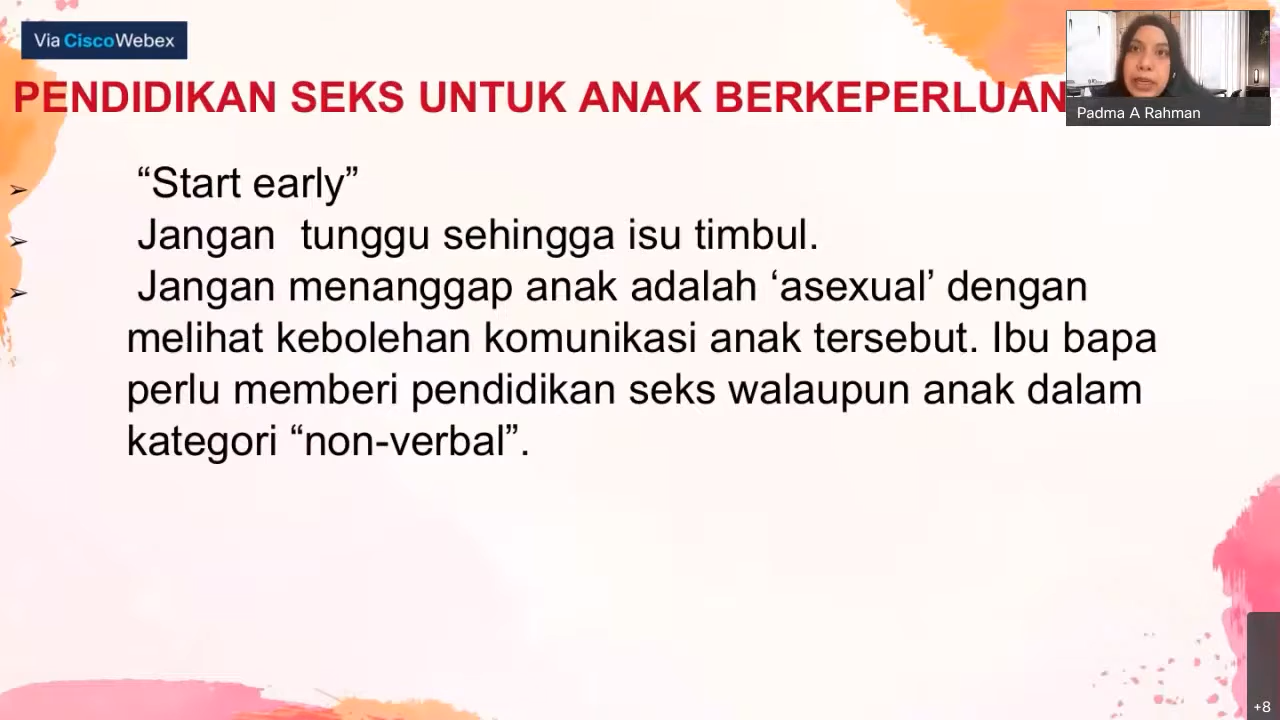 Via Cisco Webex
PENDIDIKAN SEKS UNTUK ANAK BERKEPERLUAN
Padma A Rahman
➢ “Start early”
➢ Jangan  tunggu sehingga isu timbul.
➢ Jangan menanggap anak adalah ‘asexual’ dengan
melihat kebolehan komunikasi anak tersebut. Ibu bapa
perlu memberi pendidikan seks walaupun anak dalam
kategori “non-verbal”.
+8